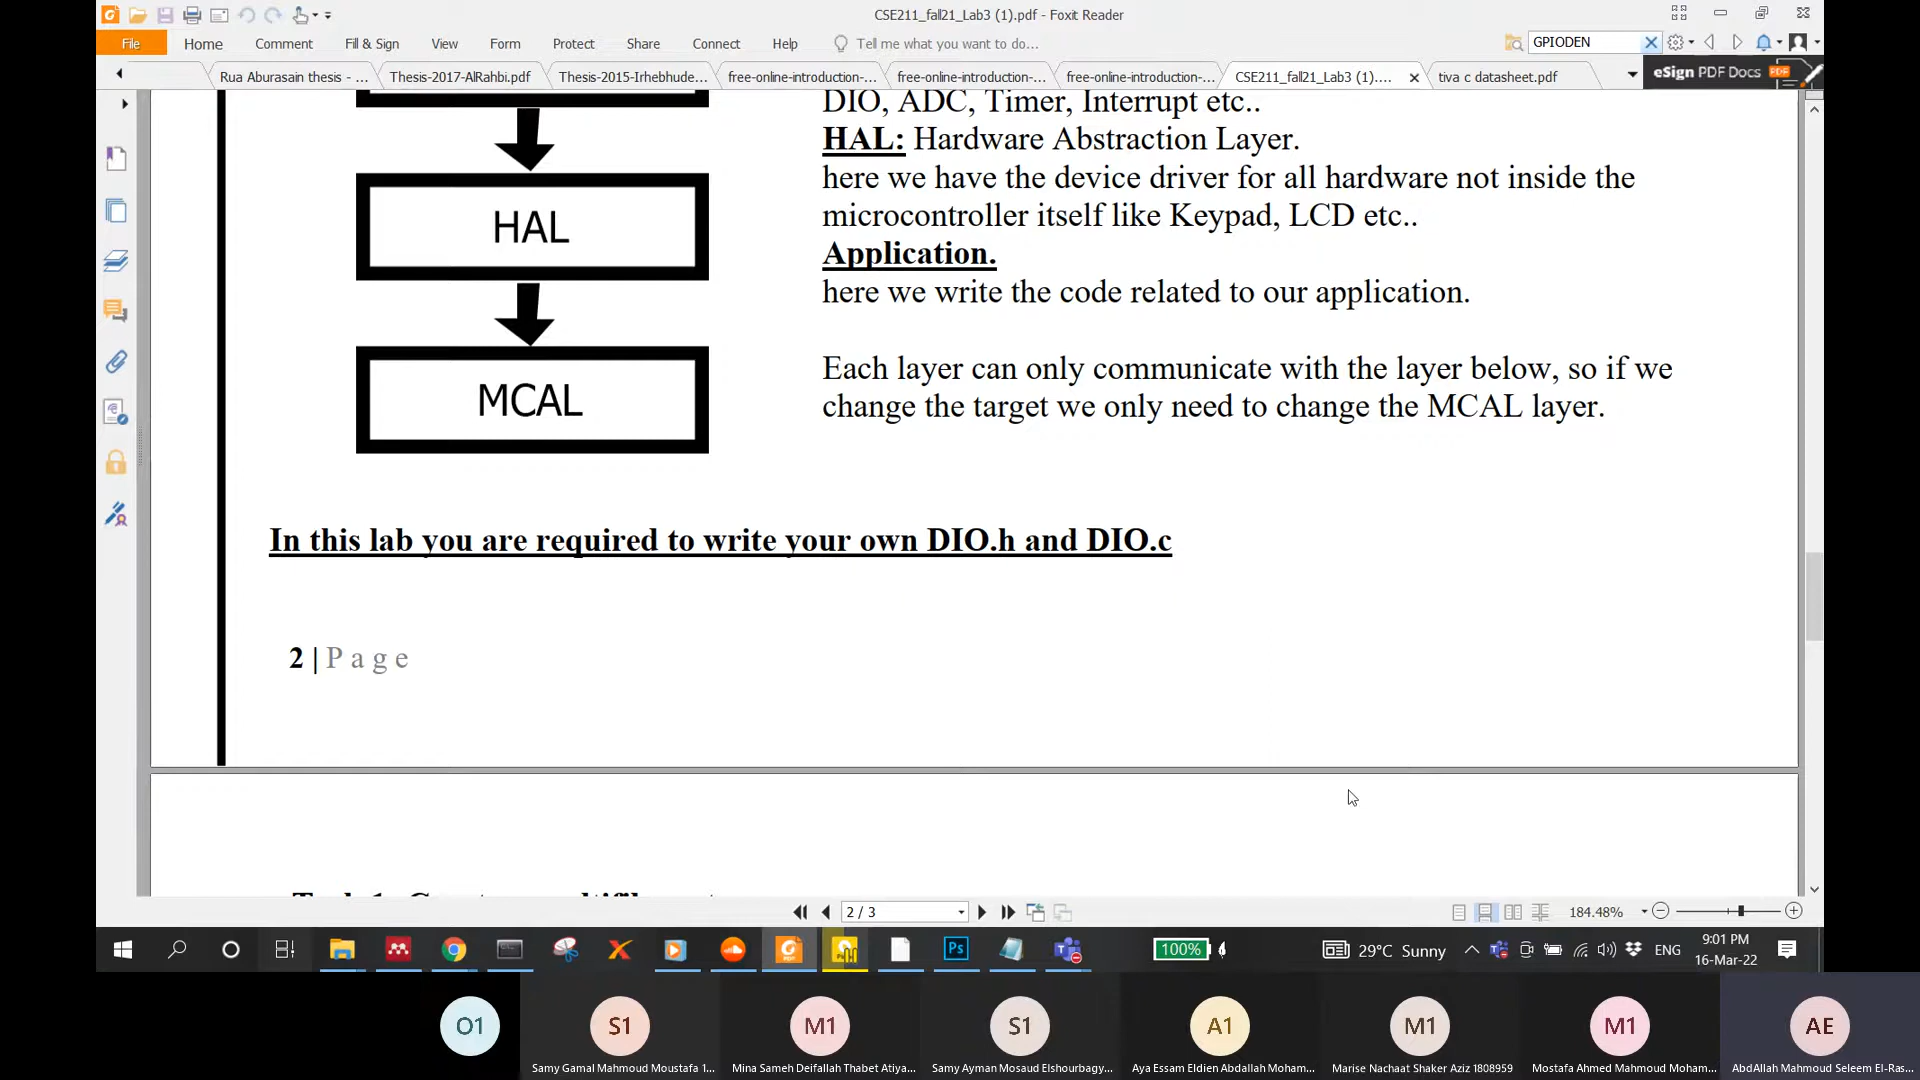 CSE211_fall21_Lab3 (1).pdf - Foxit Reader
File Home Comment Fill & Sign View Form Protect Share Connect Help Tell me what you want to do... GPIODEN
Rua Aburasain thesis - ... Thesis-2017-AlRahbi.pdf Thesis-2015-Irhebhude... free-online-introduction-... free-online-introduction-... free-online-introduction-... CSE211_fall21_Lab3 (1).... tiva c datasheet.pdf eSign PDF Docs
DIO, ADC, Timer, Interrupt etc..
HAL: Hardware Abstraction Layer.
here we have the device driver for all hardware not inside the
microcontroller itself like Keypad, LCD etc..
Application.
here we write the code related to our application.
Each layer can only communicate with the layer below, so if we
change the target we only need to change the MCAL layer.
HAL
MCAL
In this lab you are required to write your own DIO.h and DIO.c
2 | P a g e
2 / 3
184.48%
100%
29°C Sunny
ENG
9:01 PM
16-Mar-22
O1 S1 M1 S1 A1 M1 M1 AE
Samy Gamal Mahmoud Moustafa 1... Mina Sameh Deifallah Thabet Atiya... Samy Ayman Mosaud Elshourbagy... Aya Essam Eldien Abdallah Moham... Marise Nachaat Shaker Aziz 1808959 Mostafa Ahmed Mahmoud Moham... AbdAllah Mahmoud Seleem El-Ras...